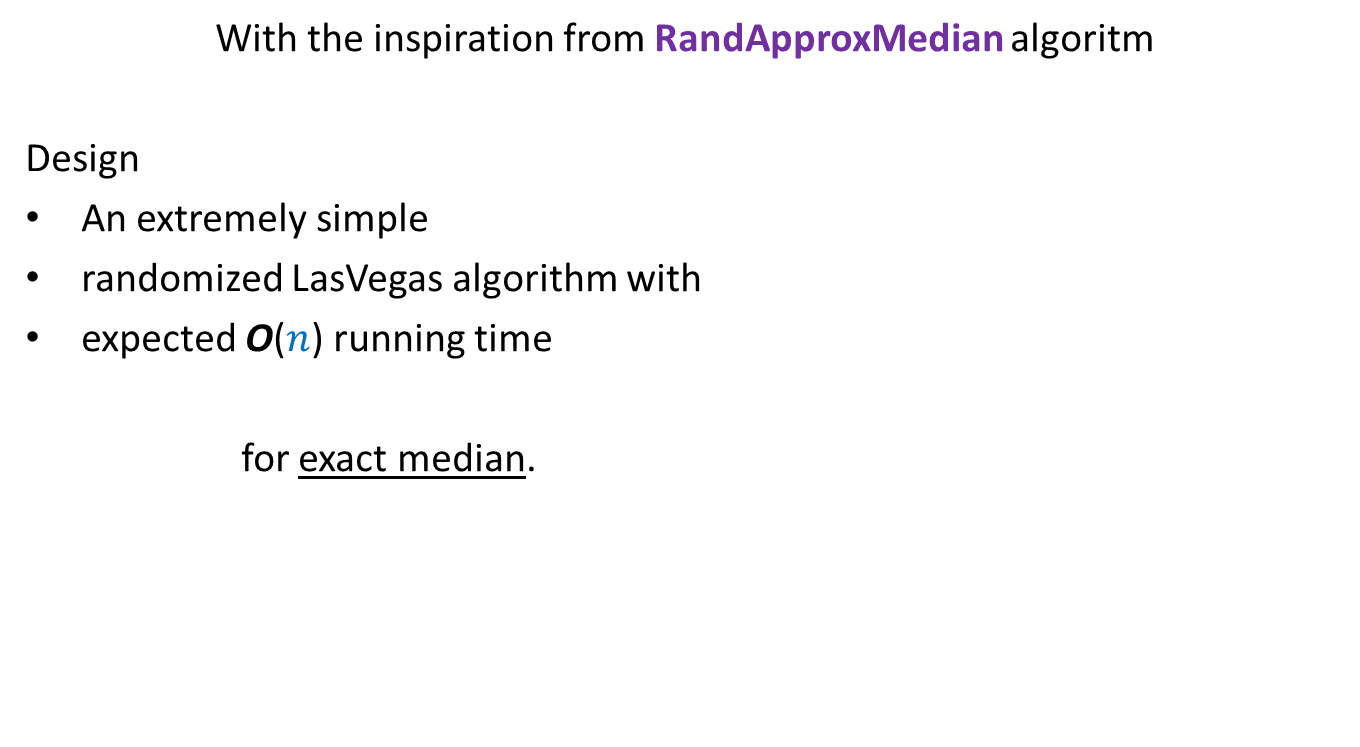 With the inspiration from RandApproxMedian algoritm
Design
• An extremely simple
• randomized LasVegas algorithm with
• expected O(n) running time
for exact median.